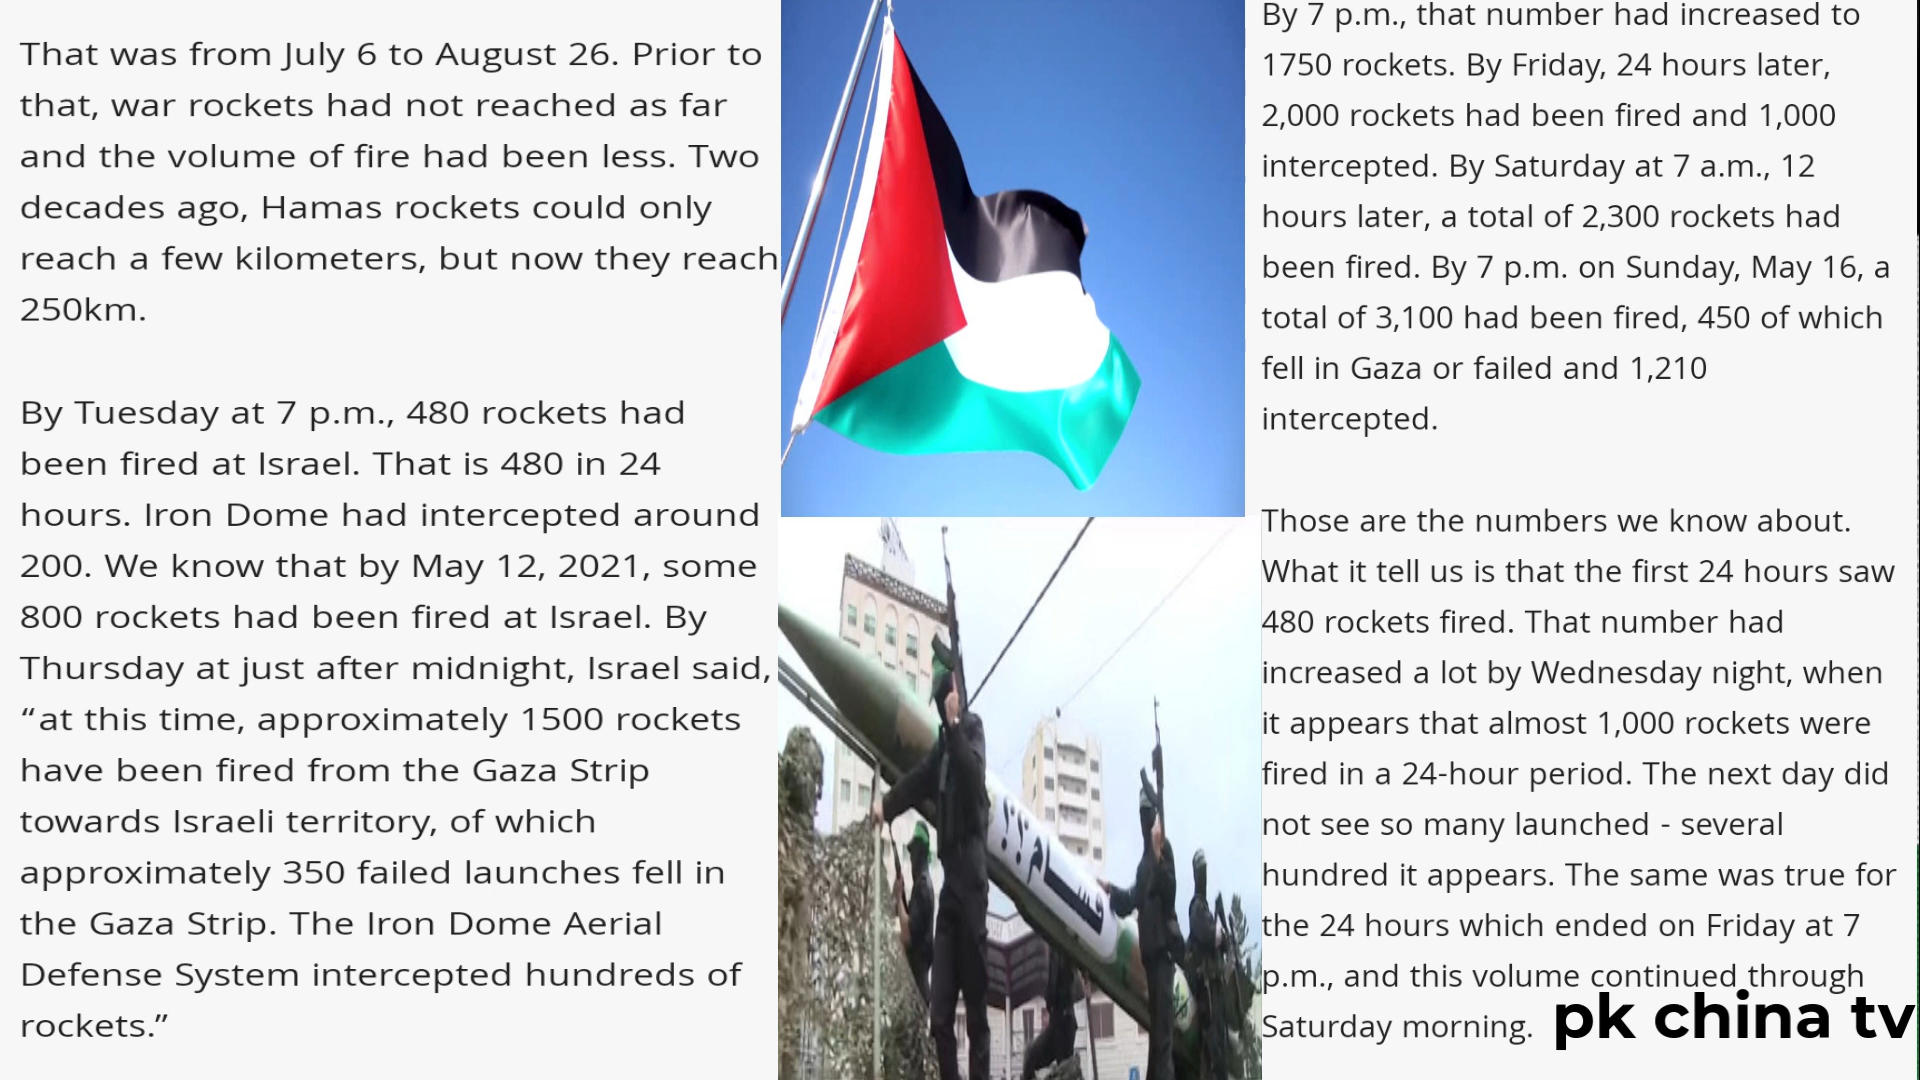 That was from July 6 to August 26. Prior to
that, war rockets had not reached as far
and the volume of fire had been less. Two
decades ago, Hamas rockets could only
reach a few kilometers, but now they reach
250km.
By Tuesday at 7 p.m., 480 rockets had
been fired at Israel. That is 480 in 24
hours. Iron Dome had intercepted around
200. We know that by May 12, 2021, some
800 rockets had been fired at Israel. By
Thursday at just after midnight, Israel said,
“at this time, approximately 1500 rockets
have been fired from the Gaza Strip
towards Israeli territory, of which
approximately 350 failed launches fell in
the Gaza Strip. The Iron Dome Aerial
Defense System intercepted hundreds of
rockets.”
قسام؟؟
By 7 p.m., that number had increased to
1750 rockets. By Friday, 24 hours later,
2,000 rockets had been fired and 1,000
intercepted. By Saturday at 7 a.m., 12
hours later, a total of 2,300 rockets had
been fired. By 7 p.m. on Sunday, May 16, a
total of 3,100 had been fired, 450 of which
fell in Gaza or failed and 1,210
intercepted.
Those are the numbers we know about.
What it tell us is that the first 24 hours saw
480 rockets fired. That number had
increased a lot by Wednesday night, when
it appears that almost 1,000 rockets were
fired in a 24-hour period. The next day did
not see so many launched - several
hundred it appears. The same was true for
the 24 hours which ended on Friday at 7
p.m., and this volume continued through
Saturday morning.
pk china tv